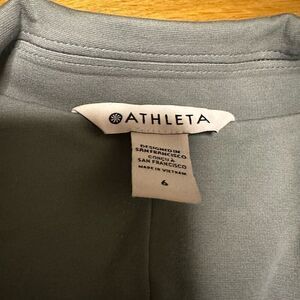 ATHLETA
DESIGNED IN
SAN FRANCISCO
CONÇU À
SAN FRANCISCO
MADE IN VIETNAM
6